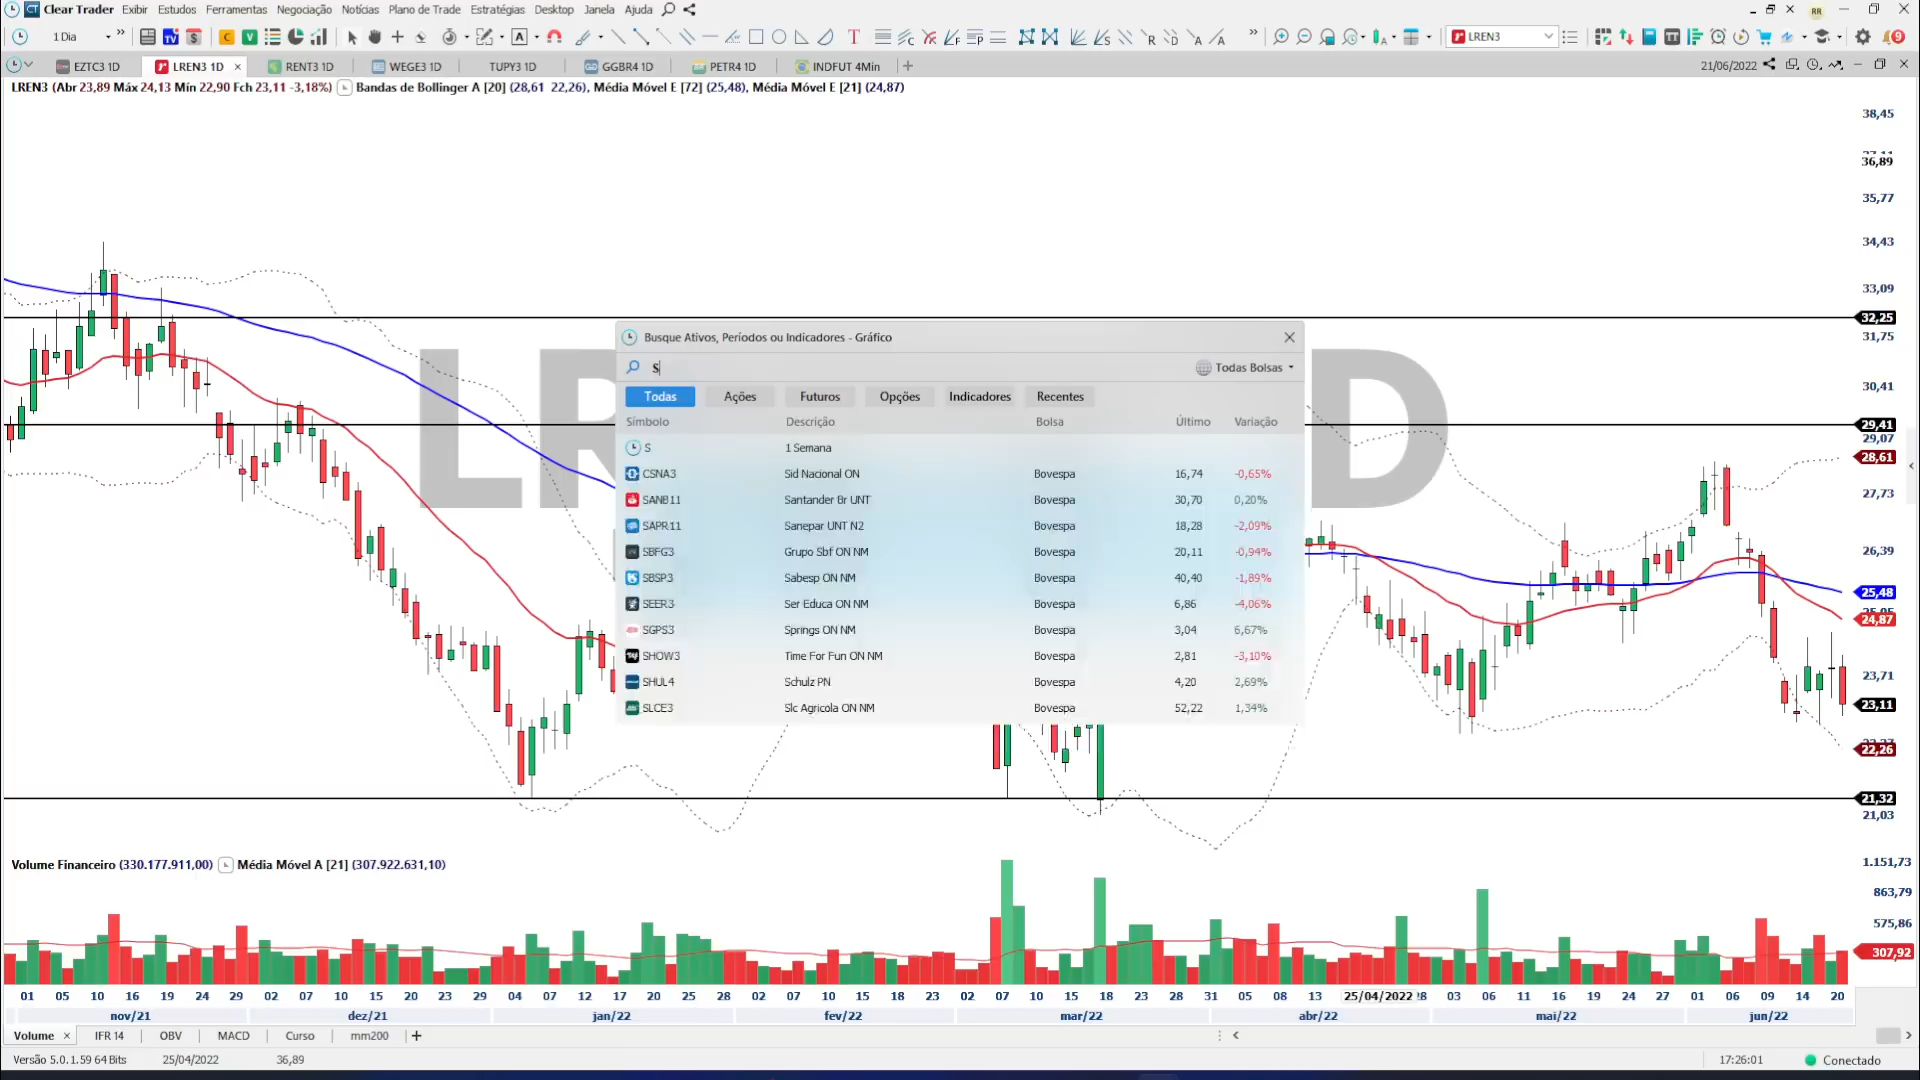 Clear Trader Exibir Estudos Ferramentas Negociação Notícias Plano de Trade Estratégias Desktop Janela Ajuda RR
1 Dia LREN3 9
EZTC3 1D LREN3 1D RENT3 1D WEGE3 1D TUPY3 1D GGBR4 1D PETR4 1D INDFUT 4Min 21/06/2022
LREN3 (Abr 23,89 Máx 24,13 Mín 22,90 Fch 23,11 -3,18%) Bandas de Bollinger A [20] (28,61 22,26), Média Móvel E [72] (25,48), Média Móvel E [21] (24,87)
38,45
36,89
35,77
34,43
33,09
32,25
31,75
30,41
29,41
29,07
28,61
27,73
26,39
25,48
24,87
23,71
23,11
22,26
21,32
21,03
Busque Ativos, Períodos ou Indicadores - Gráfico
S Todas Bolsas
Todas Ações Futuros Opções Indicadores Recentes
Símbolo Descrição Bolsa Último Variação
S 1 Semana
CSNA3 Sid Nacional ON Bovespa 16,74 -0,65%
SANB11 Santander Br UNT Bovespa 30,70 0,20%
SAPR11 Sanepar UNT N2 Bovespa 18,28 -2,09%
SBFG3 Grupo Sbf ON NM Bovespa 20,11 -0,94%
SBSP3 Sabesp ON NM Bovespa 40,40 -1,89%
SEER3 Ser Educa ON NM Bovespa 6,86 -4,06%
SGPS3 Springs ON NM Bovespa 3,04 6,67%
SHOW3 Time For Fun ON NM Bovespa 2,81 -3,10%
SHUL4 Schulz PN Bovespa 4,20 2,69%
SLCE3 Slc Agricola ON NM Bovespa 52,22 1,34%
Volume Financeiro (330.177.911,00) Média Móvel A [21] (307.922.631,10)
1.151,73
863,79
575,86
307,92
01 05 10 16 19 24 29 02 07 10 15 20 23 29 04 07 12 17 20 25 28 02 07 10 15 18 23 02 07 10 15 18 23 28 31 05 08 13 25/04/2022 28 03 06 11 16 19 24 27 01 06 09 14 20
nov/21 dez/21 jan/22 fev/22 mar/22 abr/22 mai/22 jun/22
Volume IFR 14 OBV MACD Curso mm200
Versão 5.0.1.59 64 Bits 25/04/2022 36,89 17:26:01 Conectado